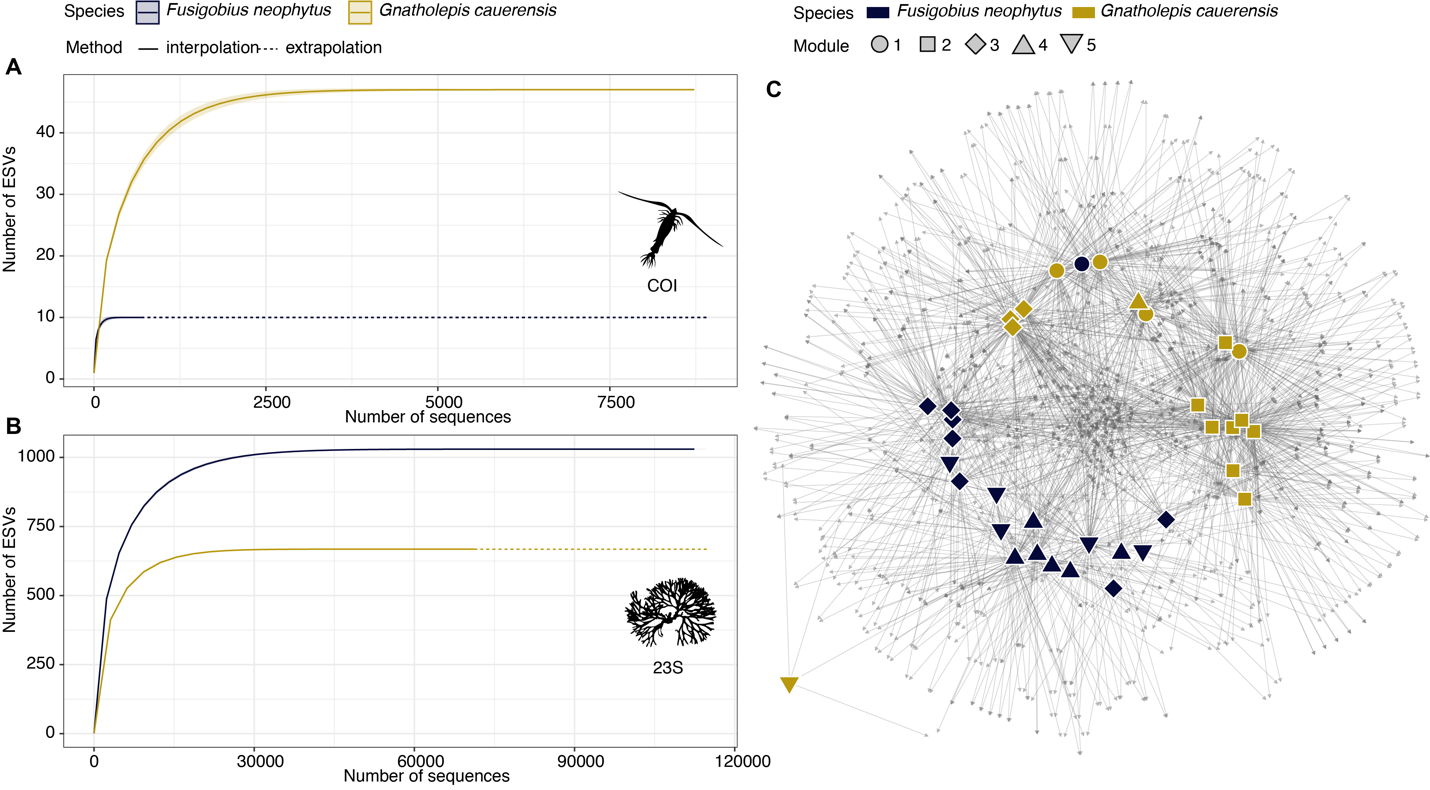 Species Fusigobius neophytus Gnatholepis cauerensis
Method interpolation extrapolation
A
Number of ESVs
40
30
20
10
0
COI
0 2500 5000 7500
Number of sequences
B
Number of ESVs
1000
750
500
250
0
23S
0 30000 60000 90000 120000
Number of sequences
Species Fusigobius neophytus Gnatholepis cauerensis
Module 1 2 3 4 5
C